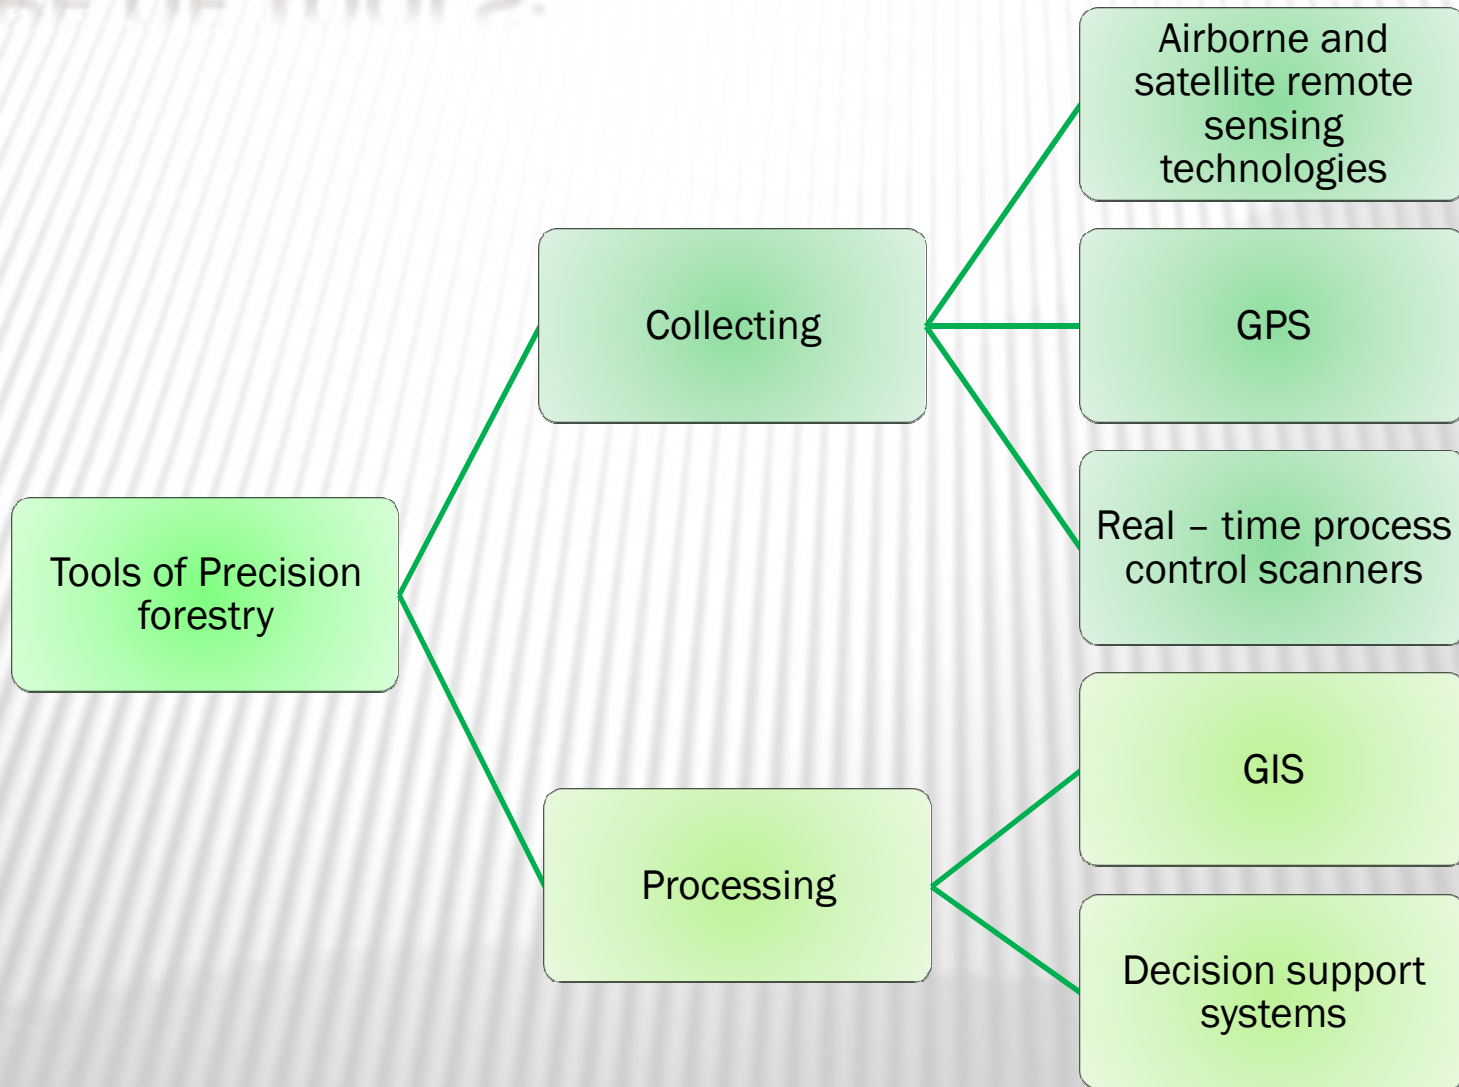 Tools of Precision
forestry
Collecting
Airborne and
satellite remote
sensing
technologies
GPS
Real – time process
control scanners
Processing
GIS
Decision support
systems